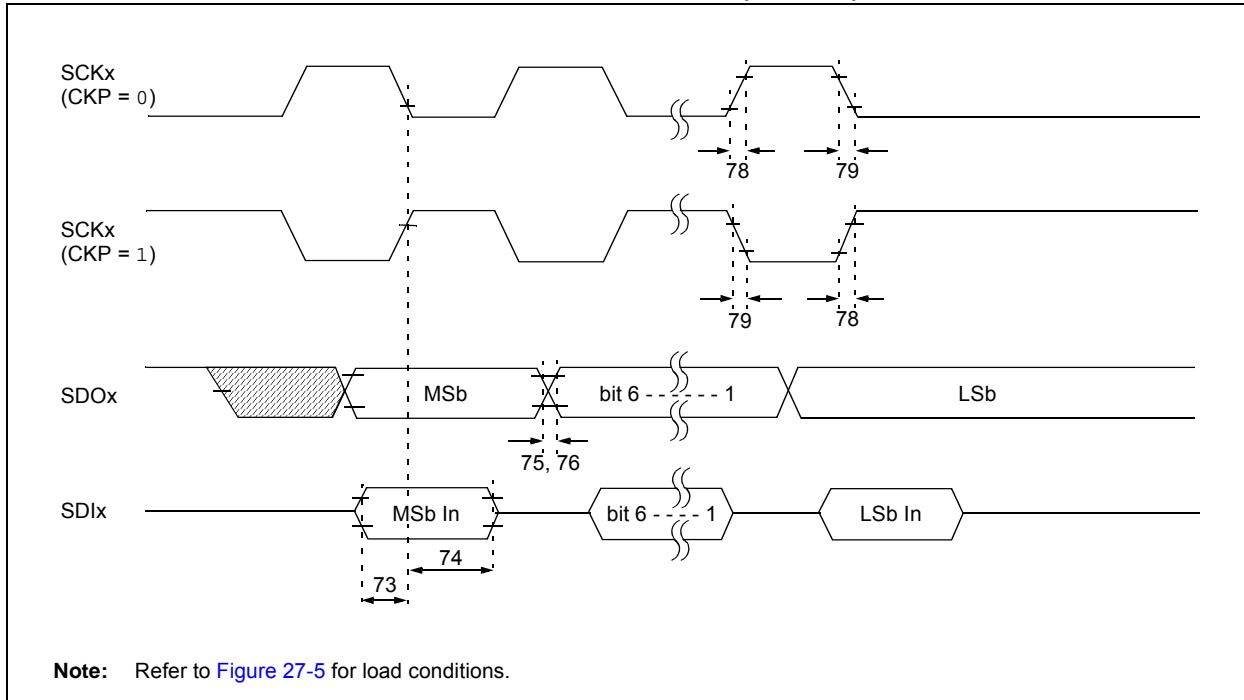 SCKx
(CKP = 0)
78
79
SCKx
(CKP = 1)
79
78
SDOx
MSb
bit 6 - - - - - - 1
LSb
75, 76
SDIx
MSb In
bit 6 - - - - 1
LSb In
74
73
Note: Refer to Figure 27-5 for load conditions.